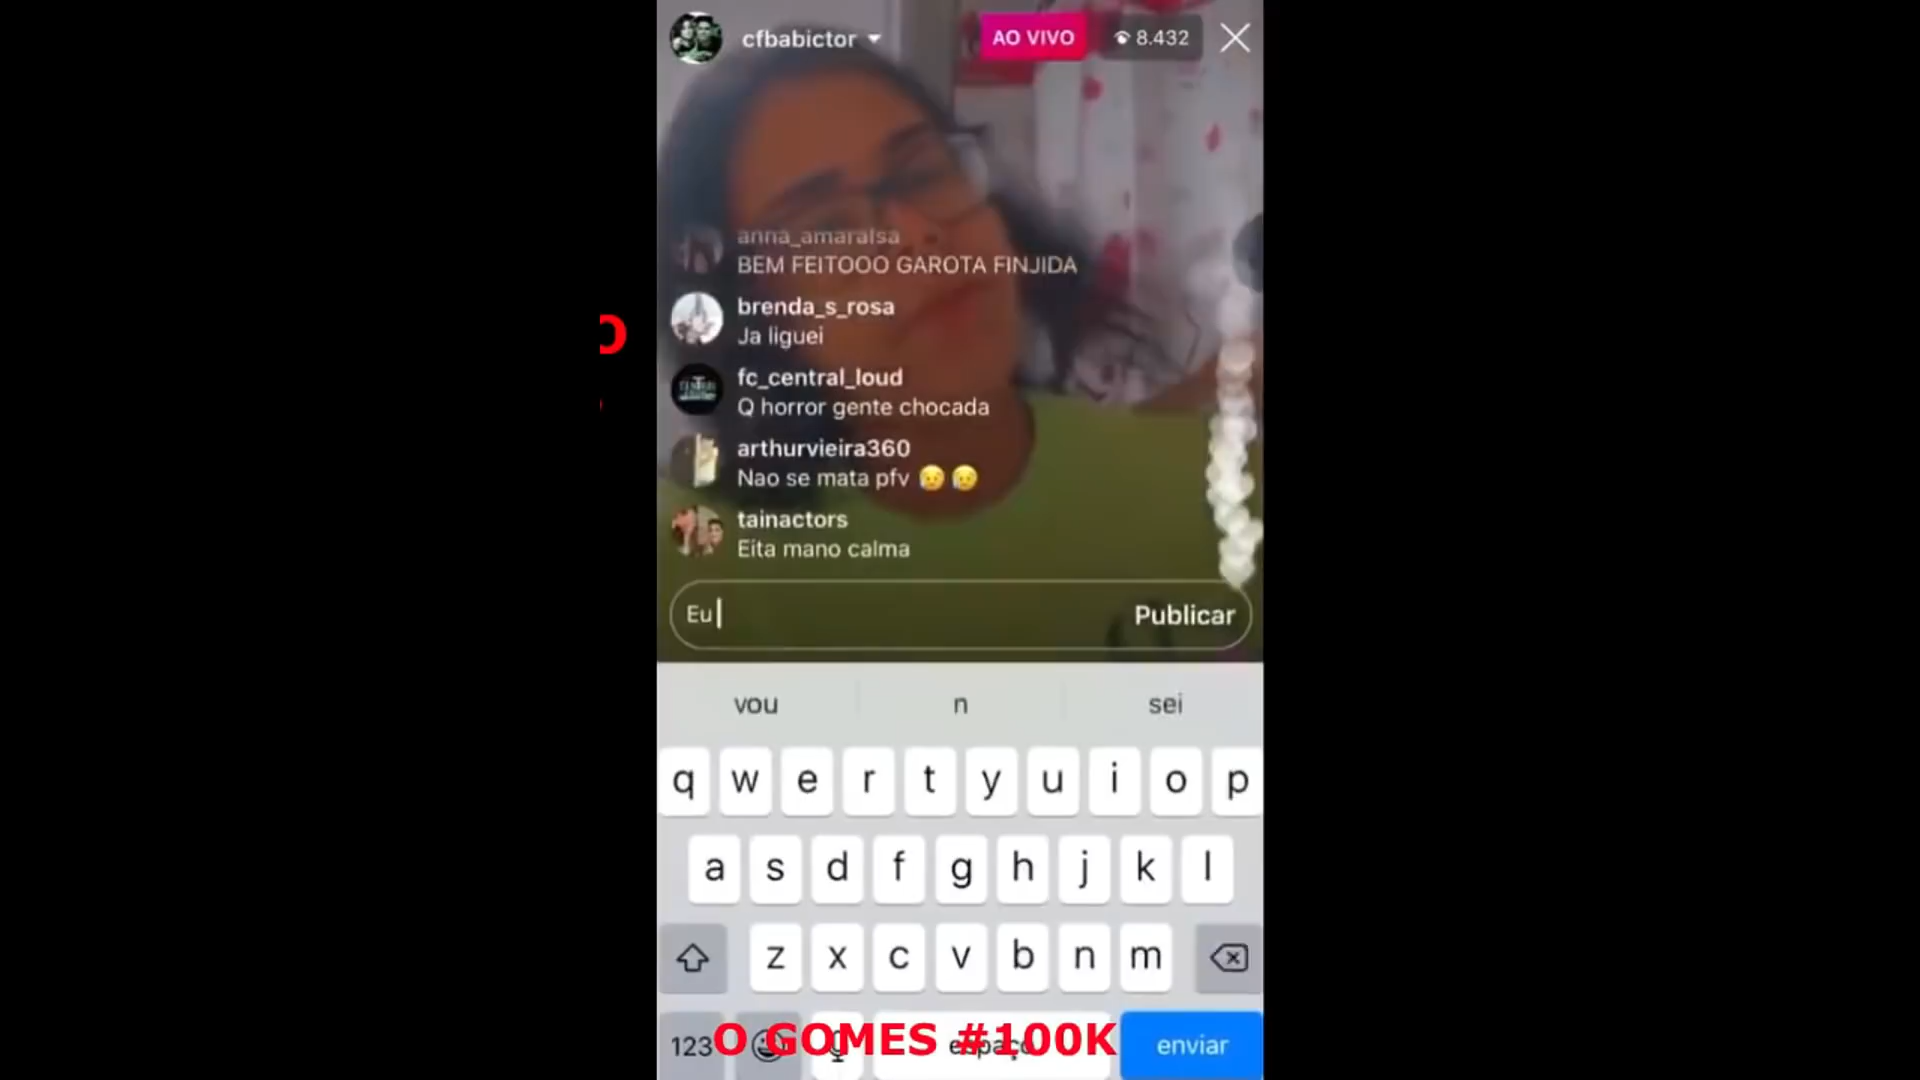 cfbabictor
AO VIVO
8.432
anna_amaralsa
BEM FEITOOO GAROTA FINJIDA
brenda_s_rosa
Ja liguei
fc_central_loud
Q horror gente chocada
arthurvieira360
Nao se mata pfv 😢 😢
tainactors
Eita mano calma
Eu
Publicar
vou
n
sei
q w e r t y u i o p
a s d f g h j k l
z x c v b n m
123
espaço
enviar
O GOMES #100K